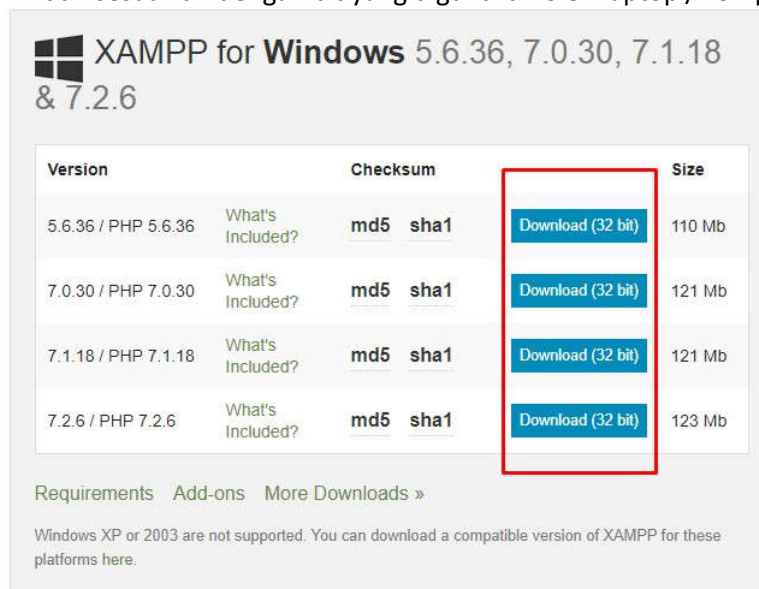 XAMPP for Windows 5.6.36, 7.0.30, 7.1.18
& 7.2.6
Version Checksum Size
5.6.36 / PHP 5.6.36 What's Included? md5 sha1 Download (32 bit) 110 Mb
7.0.30 / PHP 7.0.30 What's Included? md5 sha1 Download (32 bit) 121 Mb
7.1.18 / PHP 7.1.18 What's Included? md5 sha1 Download (32 bit) 121 Mb
7.2.6 / PHP 7.2.6 What's Included? md5 sha1 Download (32 bit) 123 Mb
Requirements Add-ons More Downloads »
Windows XP or 2003 are not supported. You can download a compatible version of XAMPP for these
platforms here.